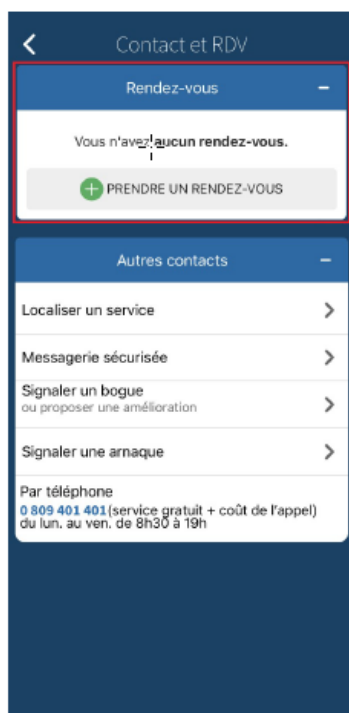 Contact et RDV
Rendez-vous
Vous n'avez aucun rendez-vous.
PRENDRE UN RENDEZ-VOUS
Autres contacts
Localiser un service
Messagerie sécurisée
Signaler un bogue
ou proposer une amélioration
Signaler une arnaque
Par téléphone
0 809 401 401(service gratuit + coût de l'appel)
du lun. au ven. de 8h30 à 19h